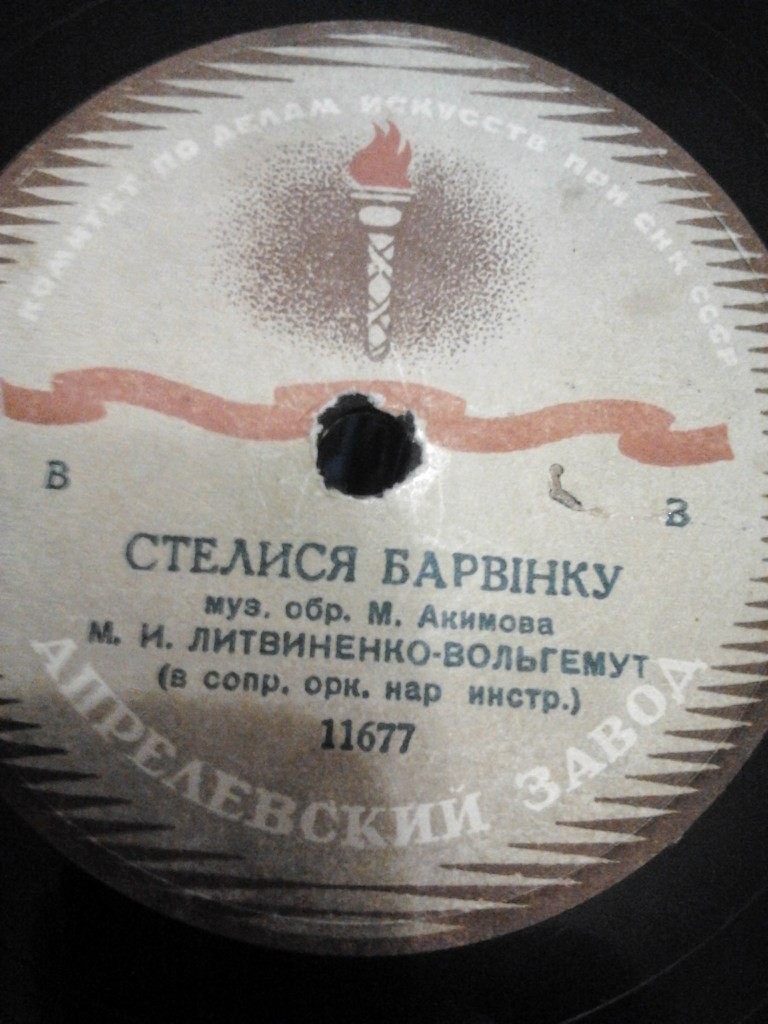 КОМИТЕТ ПО ДЕЛАМ ИСКУССТВ ПРИ СНК СССР
В В
СТЕЛИСЯ БАРВІНКУ
муз. обр. М. Акимова
М. И. ЛИТВИНЕНКО-ВОЛЬГЕМУТ
(в сопр. орк. нар инстр.)
11677
АПРЕЛЕВСКИЙ ЗАВОД